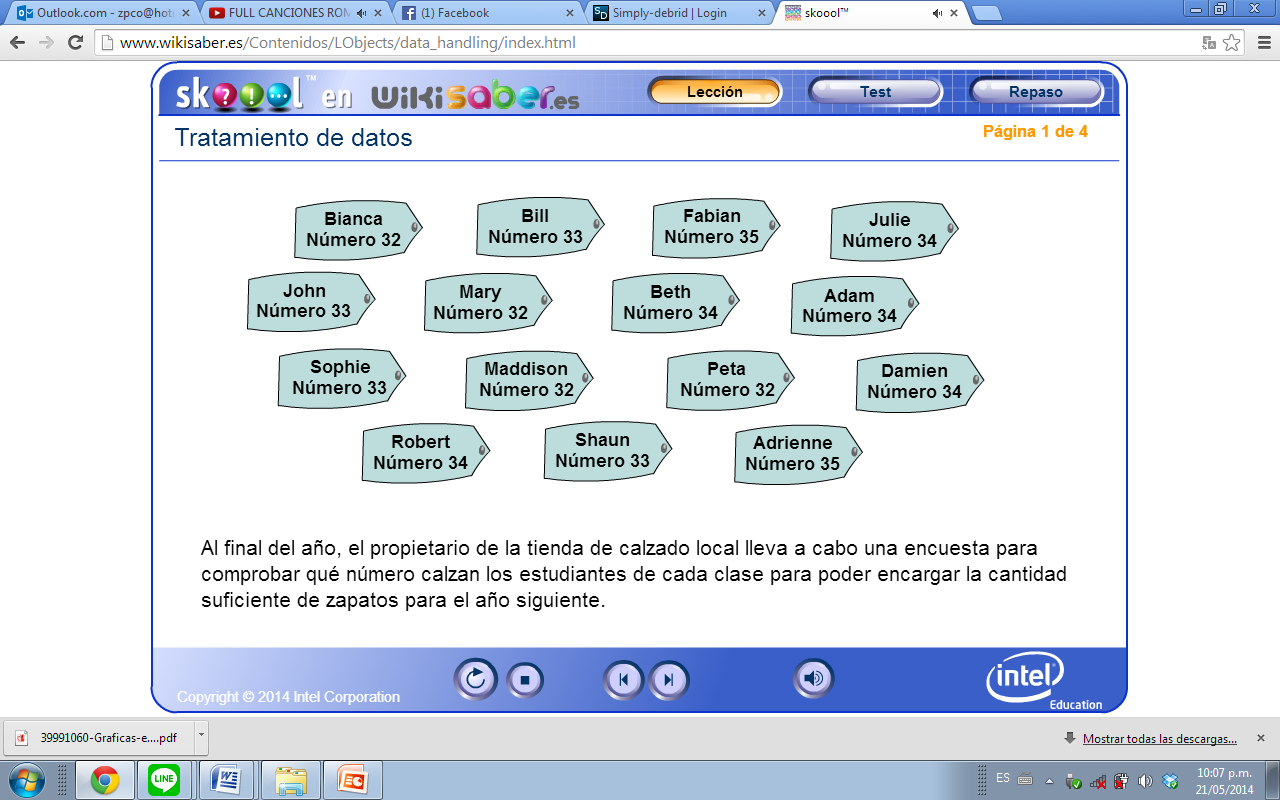 Outlook.com - zpco@hot
FULL CANCIONES ROM
(1) Facebook
Simply-debrid | Login
skoool™
www.wikisaber.es/Contenidos/LObjects/data_handling/index.html
skoool™ en wikisaber.es
Lección
Test
Repaso
Tratamiento de datos
Página 1 de 4
Bianca
Número 32
Bill
Número 33
Fabian
Número 35
Julie
Número 34
John
Número 33
Mary
Número 32
Beth
Número 34
Adam
Número 34
Sophie
Número 33
Maddison
Número 32
Peta
Número 32
Damien
Número 34
Robert
Número 34
Shaun
Número 33
Adrienne
Número 35
Al final del año, el propietario de la tienda de calzado local lleva a cabo una encuesta para
comprobar qué número calzan los estudiantes de cada clase para poder encargar la cantidad
suficiente de zapatos para el año siguiente.
Copyright © 2014 Intel Corporation
intel
Education
39991060-Graficas-e....pdf
Mostrar todas las descargas...
LINE
ES
10:07 p.m.
21/05/2014